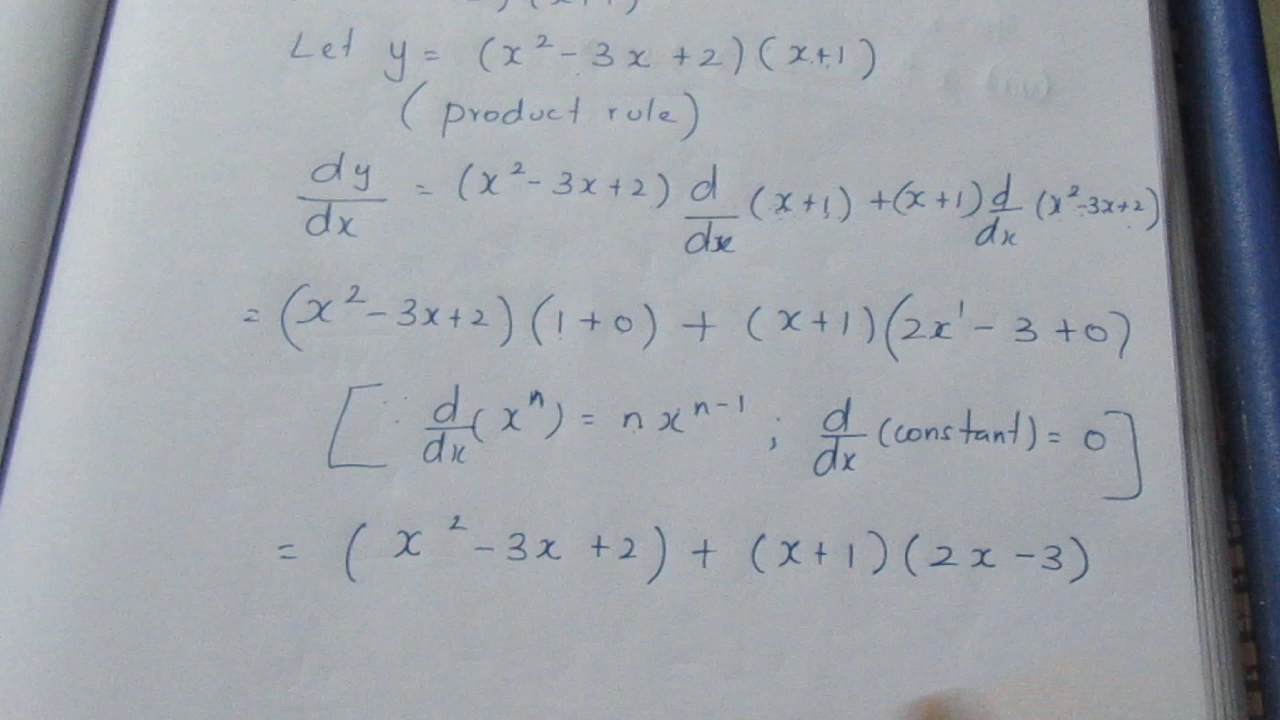 Let y = (x² - 3x + 2)(x+1)
(product rule)
dy/dx = (x² - 3x + 2) d/dx (x+1) + (x+1) d/dx (x² - 3x + 2)
= (x² - 3x + 2)(1 + 0) + (x+1)(2x¹ - 3 + 0)
[∵ d/dx (xⁿ) = n xⁿ⁻¹ ; d/dx (constant) = 0]
= (x² - 3x + 2) + (x+1)(2x - 3)